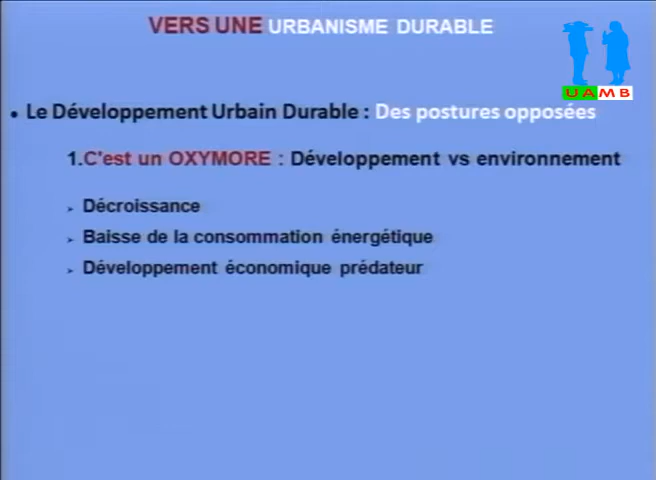 VERS UNE URBANISME DURABLE
UAMB
• Le Développement Urbain Durable : Des postures opposées
1.C'est un OXYMORE : Développement vs environnement
➢ Décroissance
➢ Baisse de la consommation énergétique
➢ Développement économique prédateur